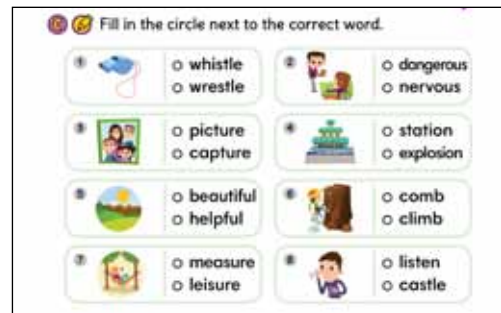 Fill in the circle next to the correct word.
1 whistle
wrestle
2 dangerous
nervous
3 picture
capture
4 station
explosion
5 beautiful
helpful
6 comb
climb
7 measure
leisure
8 listen
castle